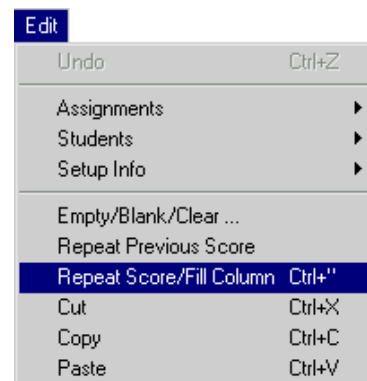 Edit
Undo Ctrl+Z
Assignments
Students
Setup Info
Empty/Blank/Clear ...
Repeat Previous Score
Repeat Score/Fill Column Ctrl+"
Cut Ctrl+X
Copy Ctrl+C
Paste Ctrl+V